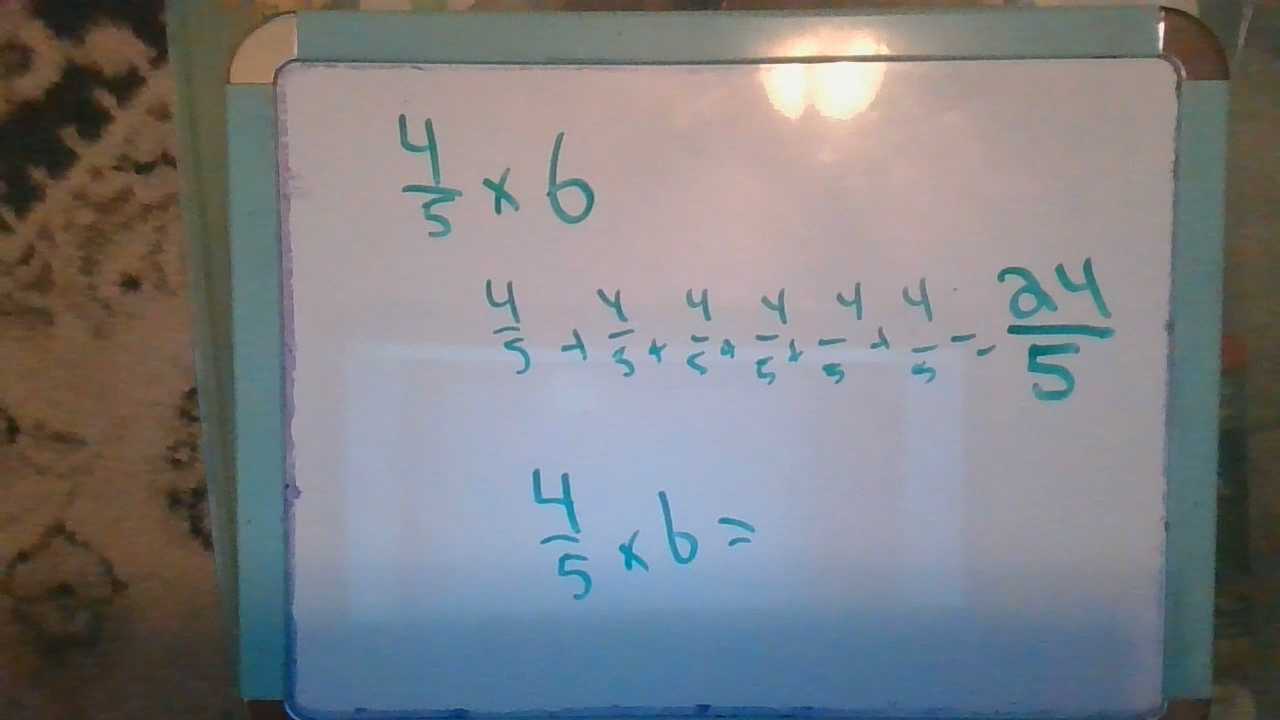 4/5 × 6
4/5 + 4/5 + 4/5 + 4/5 + 4/5 + 4/5 = 24/5
4/5 × 6 =